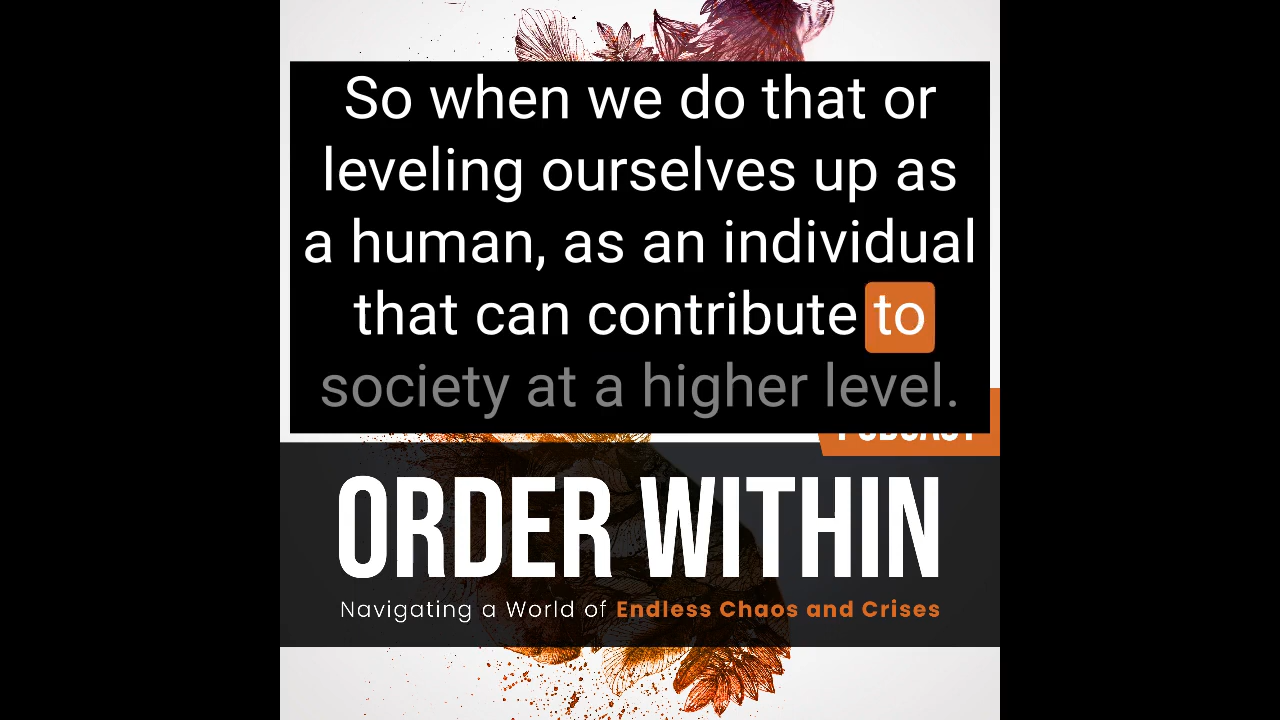 So when we do that or
leveling ourselves up as
a human, as an individual
that can contribute to
society at a higher level.
PODCAST
ORDER WITHIN
Navigating a World of Endless Chaos and Crises